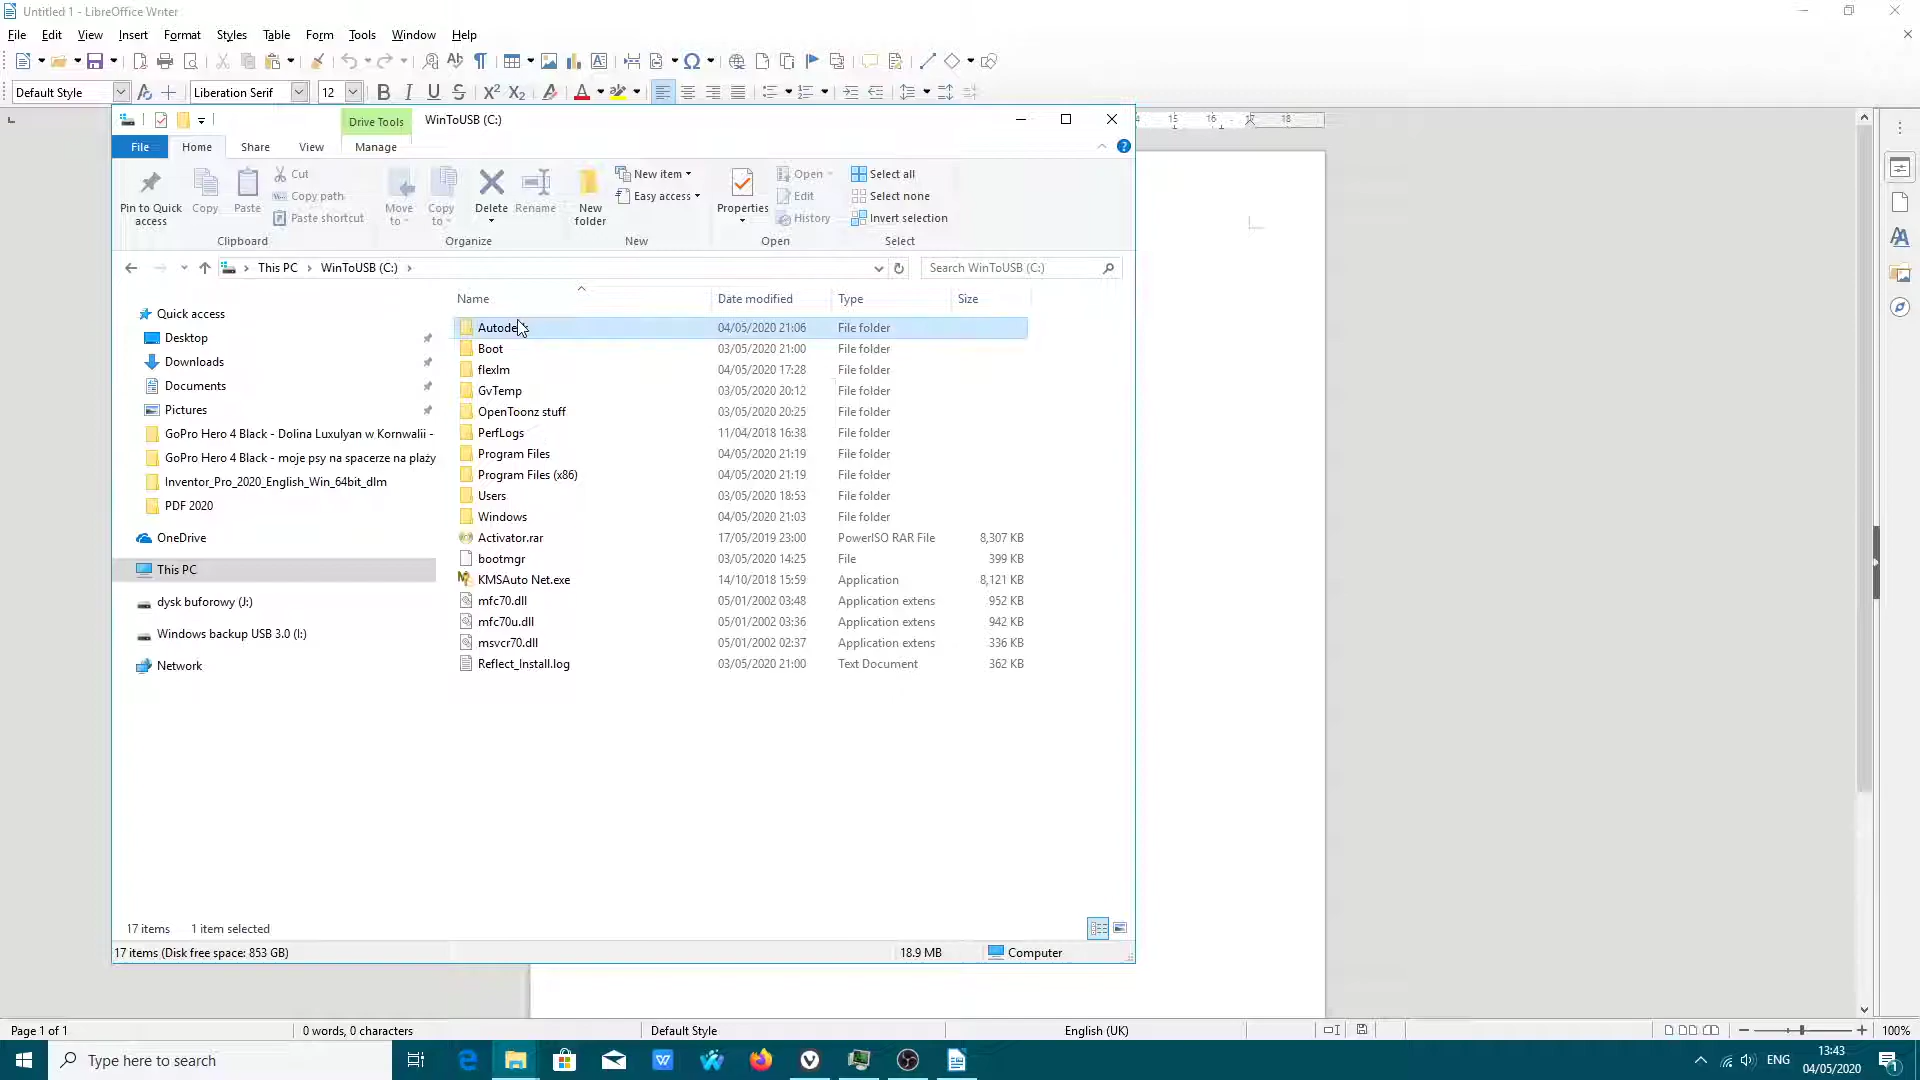 Untitled 1 - LibreOffice Writer
File Edit View Insert Format Styles Table Form Tools Window Help
Default Style Liberation Serif 12
Drive Tools WinToUSB (C:)
File Home Share View Manage
Pin to Quick access
Copy
Paste
Cut
Copy path
Paste shortcut
Clipboard
Move to
Copy to
Delete
Rename
Organize
New folder
New item
Easy access
New
Properties
Open
Edit
History
Open
Select all
Select none
Invert selection
Select
This PC WinToUSB (C:)
Search WinToUSB (C:)
15 16 17 18
Quick access
Desktop
Downloads
Documents
Pictures
GoPro Hero 4 Black - Dolina Luxulyan w Kornwalii -
GoPro Hero 4 Black - moje psy na spacerze na plaży
Inventor_Pro_2020_English_Win_64bit_dlm
PDF 2020
OneDrive
This PC
dysk buforowy (J:)
Windows backup USB 3.0 (I:)
Network
Name Date modified Type Size
04/05/2020 21:06 File folder
Boot 03/05/2020 21:00 File folder
flexlm 04/05/2020 17:28 File folder
GvTemp 03/05/2020 20:12 File folder
OpenToonz stuff 03/05/2020 20:25 File folder
PerfLogs 11/04/2018 16:38 File folder
Program Files 04/05/2020 21:19 File folder
Program Files (x86) 04/05/2020 21:19 File folder
Users 03/05/2020 18:53 File folder
Windows 04/05/2020 21:03 File folder
Activator.rar 17/05/2019 23:00 PowerISO RAR File 8,307 KB
bootmgr 03/05/2020 14:25 File 399 KB
KMSAuto Net.exe 14/10/2018 15:59 Application 8,121 KB
mfc70.dll 05/01/2002 03:48 Application extens 952 KB
mfc70u.dll 05/01/2002 03:36 Application extens 942 KB
msvcr70.dll 05/01/2002 02:37 Application extens 336 KB
Reflect_Install.log 03/05/2020 21:00 Text Document 362 KB
17 items 1 item selected
17 items (Disk free space: 853 GB) 18.9 MB Computer
Page 1 of 1 0 words, 0 characters Default Style English (UK) 100%
Type here to search
ENG
13:43
04/05/2020